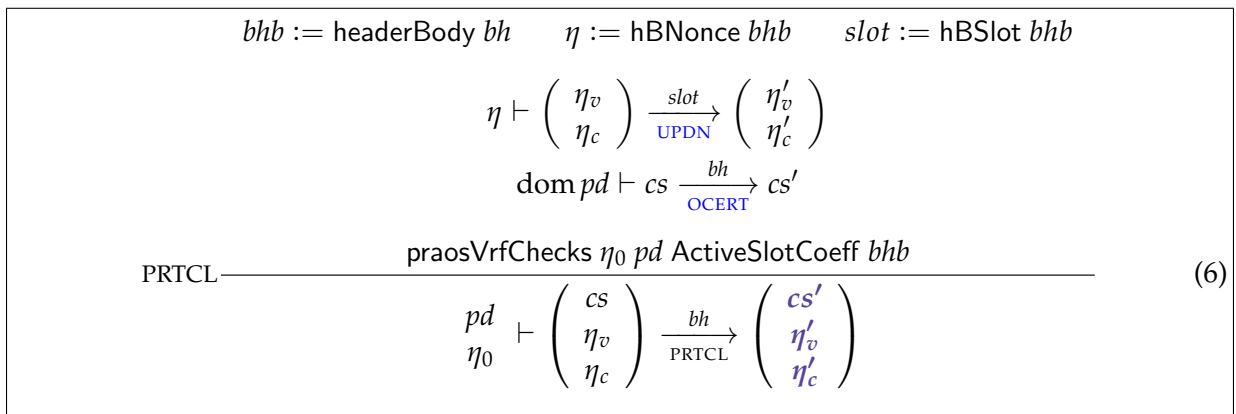 bhb := headerBody bh η := hBNonce bhb slot := hBSlot bhb
η ⊢ ( η_v η_c ) —slot→ UPDN ( η′_v η′_c )
dom pd ⊢ cs —bh→ OCERT cs′
praosVrfChecks η_0 pd ActiveSlotCoeff bhb
PRTCL (6)
pd η_0 ⊢ ( cs η_v η_c ) —bh→ PRTCL ( cs′ η′_v η′_c )